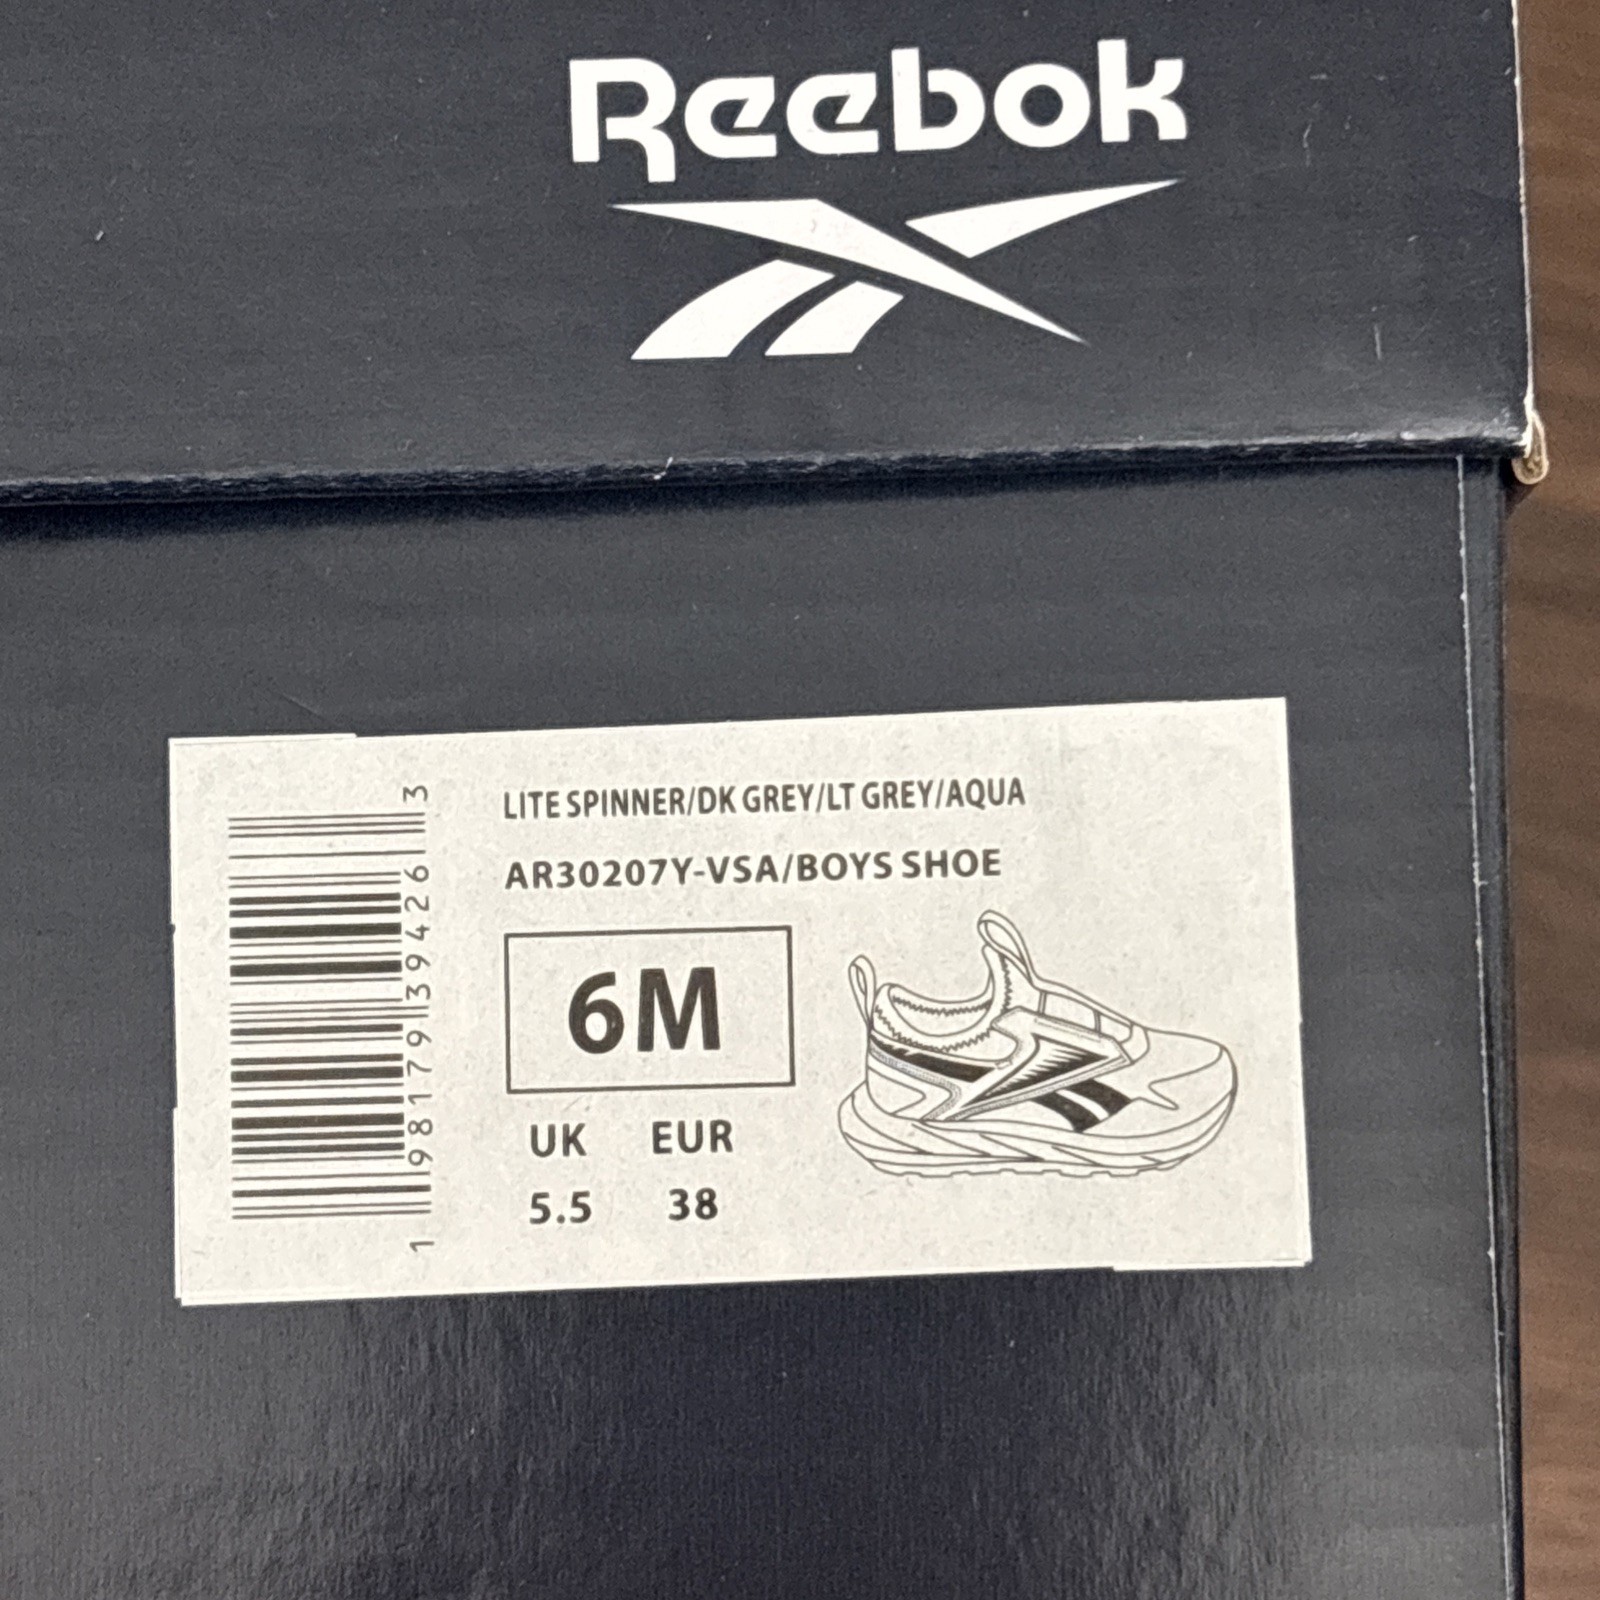 Reebok
LITE SPINNER/DK GREY/LT GREY/AQUA
AR30207Y-VSA/BOYS SHOE
6M
UK EUR
5.5 38
1 98179 39426 3